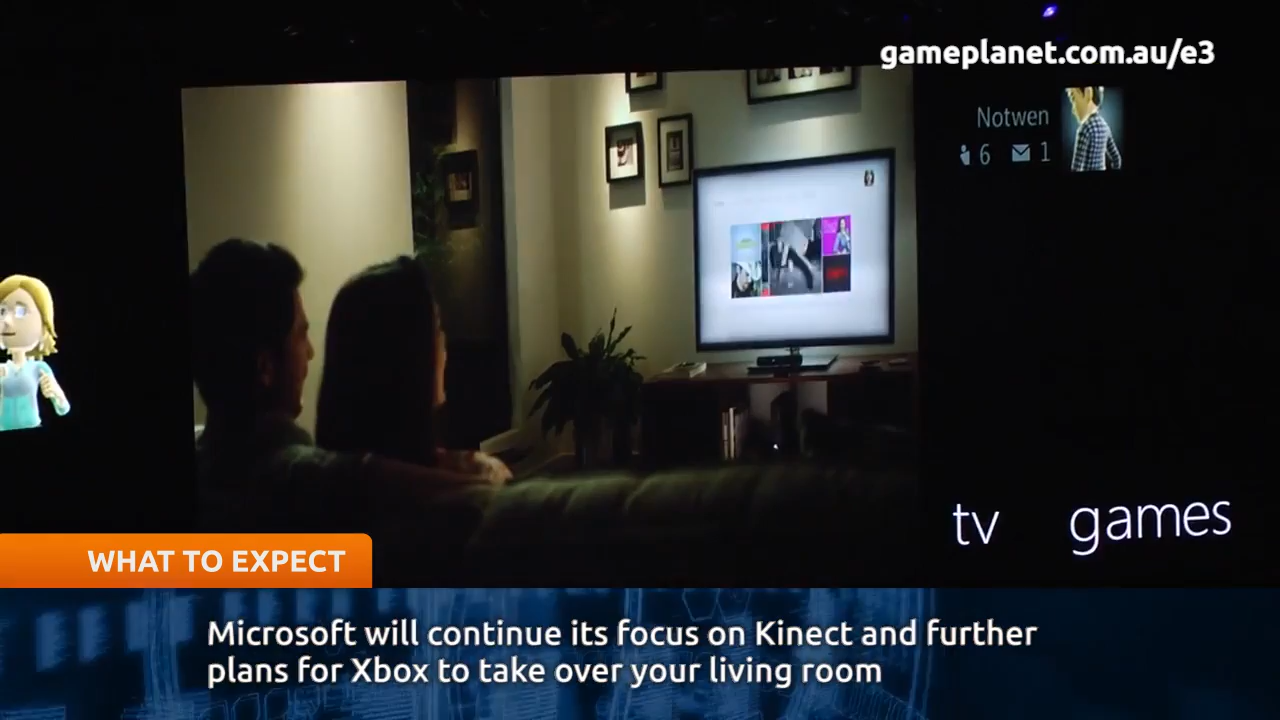 gameplanet.com.au/e3
Notwen
6 1
tv games
WHAT TO EXPECT
Microsoft will continue its focus on Kinect and further
plans for Xbox to take over your living room